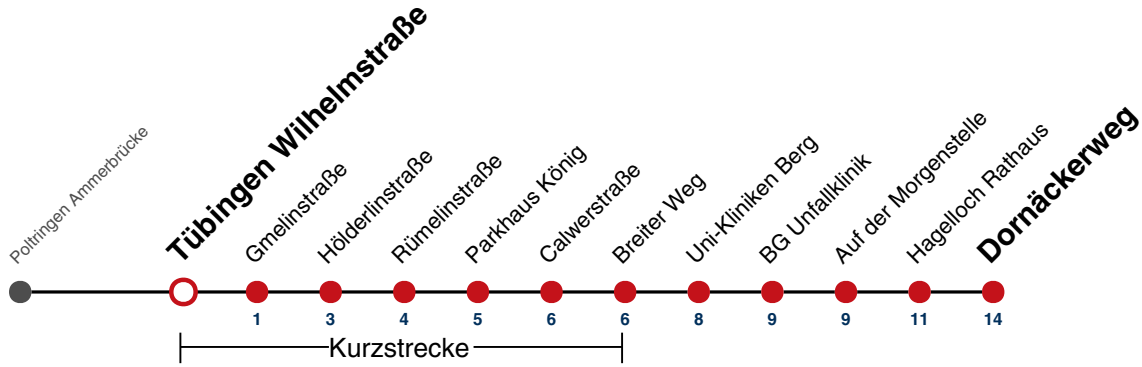 Poltringen Ammerbrücke
Tübingen Wilhelmstraße
Gmelinstraße
Hölderlinstraße
Rümelinstraße
Parkhaus König
Calwerstraße
Breiter Weg
Uni-Kliniken Berg
BG Unfallklinik
Auf der Morgenstelle
Hagelloch Rathaus
Dornäckerweg
1 3 4 5 6 6 8 9 9 11 14
Kurzstrecke